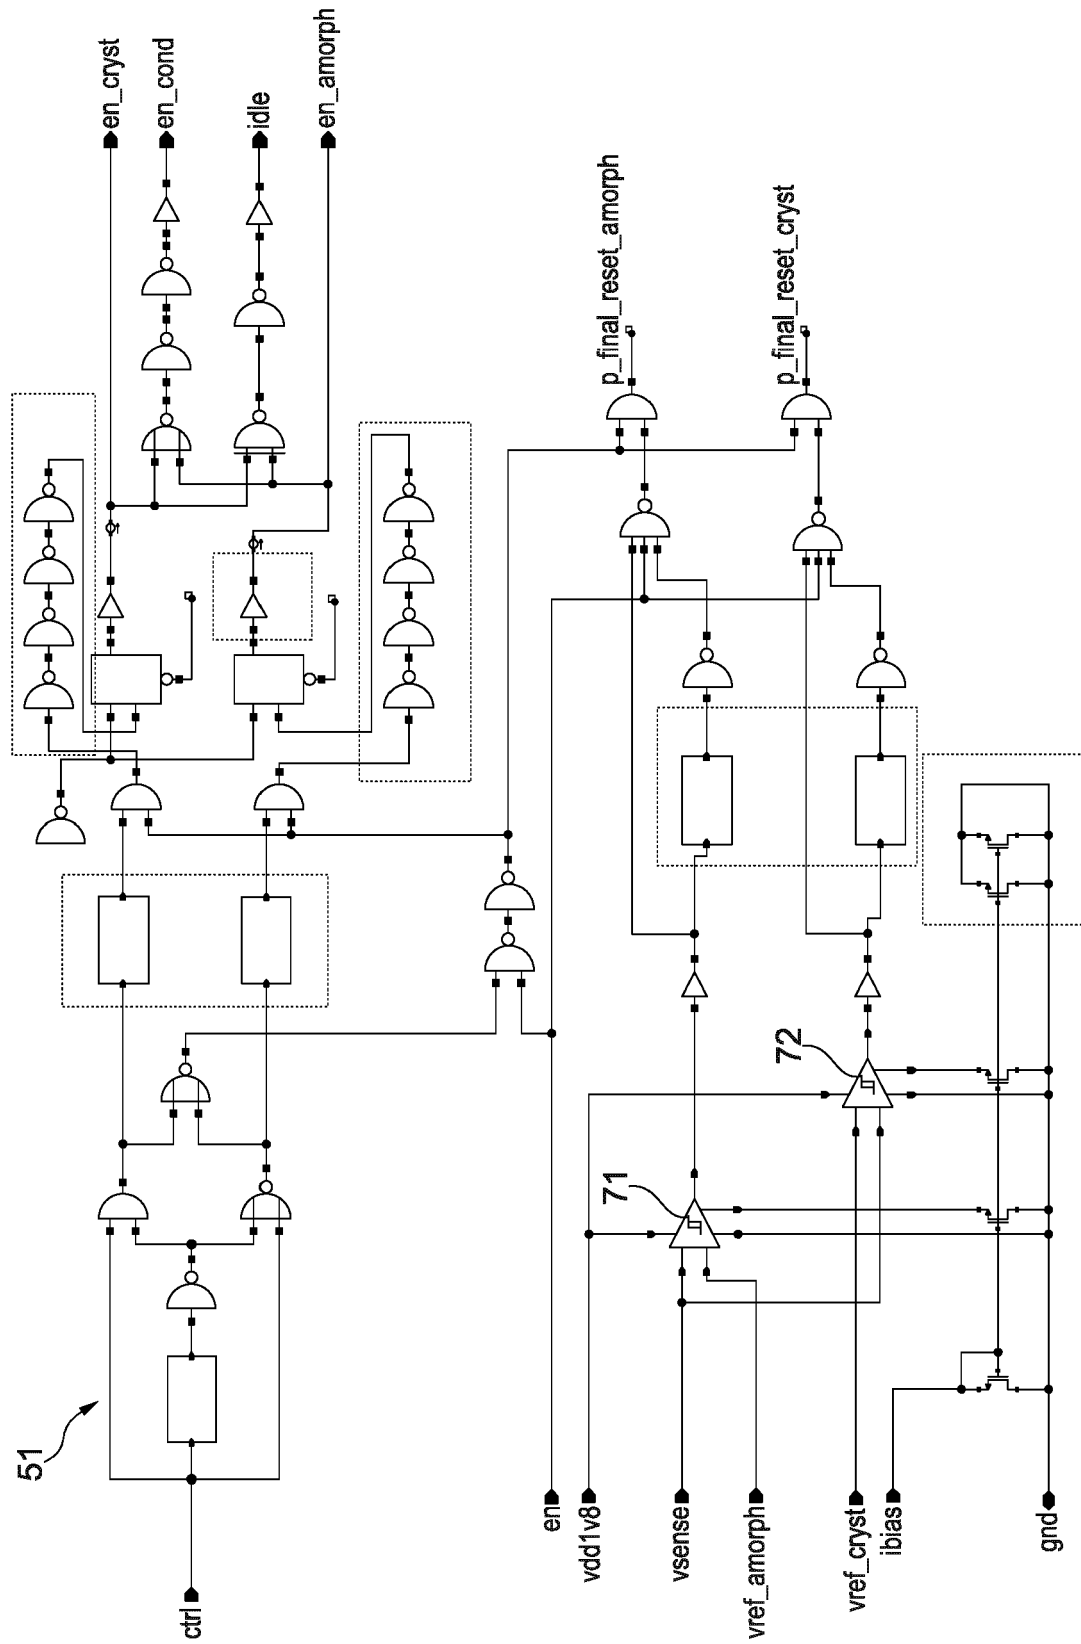 en_cryst
en_cond
idle
en_amorph
p_final_reset_amorph
p_final_reset_cryst
51
71
72
ctrl
en
vdd1v8
vsense
vref_amorph
vref_cryst
ibias
gnd